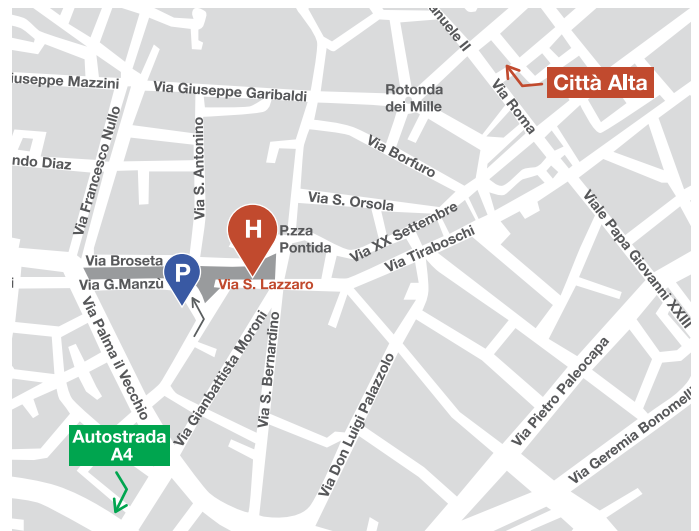 anuele II
iuseppe Mazzini
Via Giuseppe Garibaldi
Rotonda
dei Mille
Via Roma
Città Alta
Via Francesco Nullo
ndo Diaz
Via S. Antonino
Via Borfuro
Via S. Orsola
H
P.zza
Pontida
Via XX Settembre
Via Tiraboschi
Viale Papa Giovanni XXIII
Via Broseta
P
Via G.Manzù
Via S. Lazzaro
i
Via Palma il Vecchio
Via Gianbattista Moroni
Via S. Bernardino
Via Don Luigi Palazzolo
Via Pietro Paleocapa
Via Geremia Bonomelli
Autostrada
A4